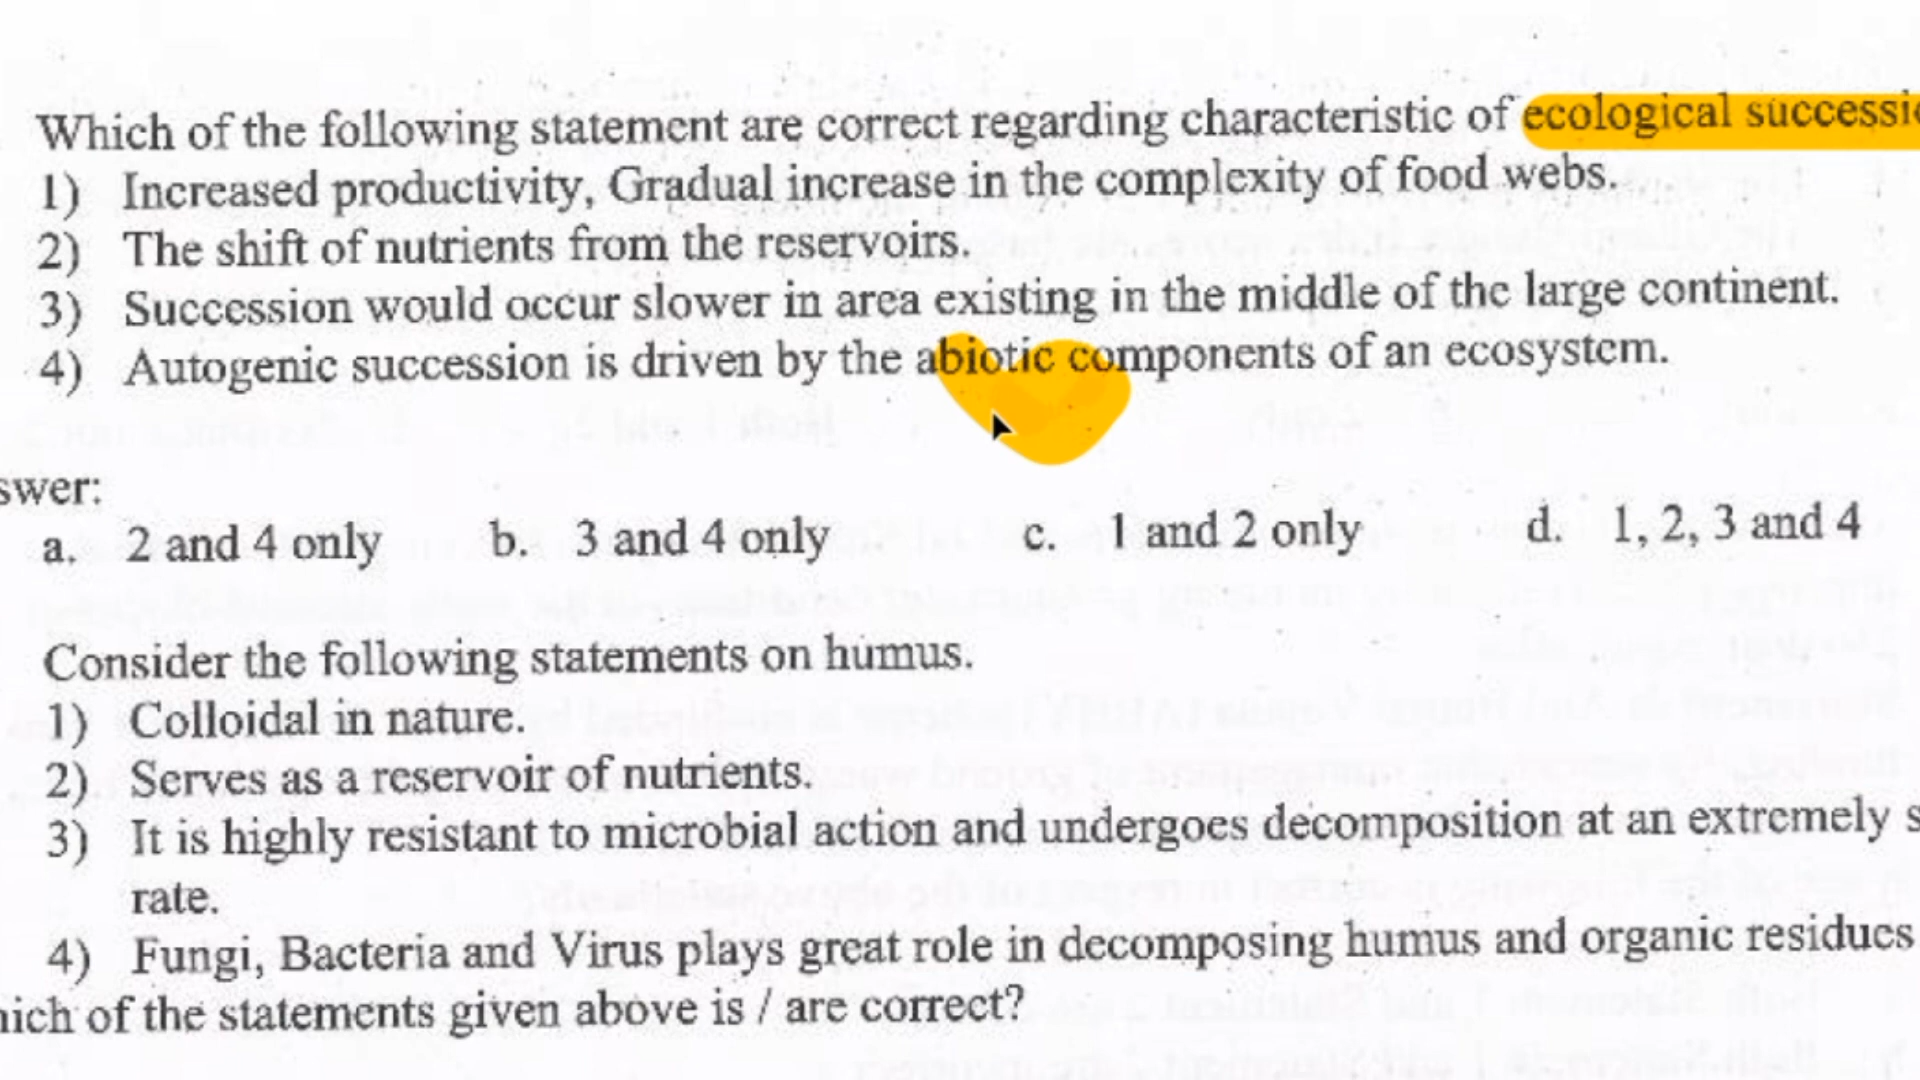 Which of the following statement are correct regarding characteristic of ecological
1) Increased productivity, Gradual increase in the complexity of food webs.
2) The shift of nutrients from the reservoirs.
3) Succession would occur slower in area existing in the middle of the large continent.
4) Autogenic succession is driven by the abiotic components of an ecosystem.
swer:
a. 2 and 4 only b. 3 and 4 only c. 1 and 2 only d. 1, 2, 3 and 4
Consider the following statements on humus.
1) Colloidal in nature.
2) Serves as a reservoir of nutrients.
3) It is highly resistant to microbial action and undergoes decomposition at an extremely s
rate.
4) Fungi, Bacteria and Virus plays great role in decomposing humus and organic residues
hich of the statements given above is / are correct?